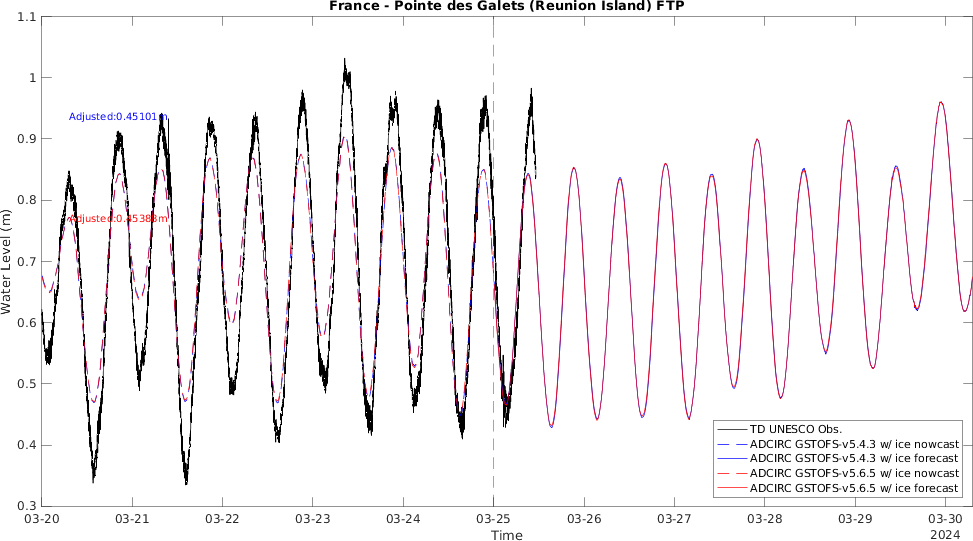 France - Pointe des Galets (Reunion Island) FTP
1.1
1
0.9
0.8
0.7
0.6
0.5
0.4
0.3
Water Level (m)
Adjusted:0.45101m
Adjusted:0.45388m
TD UNESCO Obs.
ADCIRC GSTOFS-v5.4.3 w/ ice nowcast
ADCIRC GSTOFS-v5.4.3 w/ ice forecast
ADCIRC GSTOFS-v5.6.5 w/ ice nowcast
ADCIRC GSTOFS-v5.6.5 w/ ice forecast
03-20 03-21 03-22 03-23 03-24 03-25 03-26 03-27 03-28 03-29 03-30
Time
2024